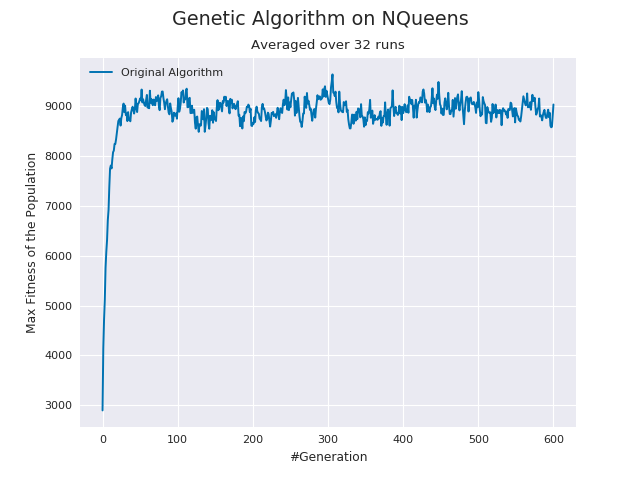 Genetic Algorithm on NQueens
Averaged over 32 runs
Original Algorithm
Max Fitness of the Population
9000
8000
7000
6000
5000
4000
3000
0 100 200 300 400 500 600
#Generation